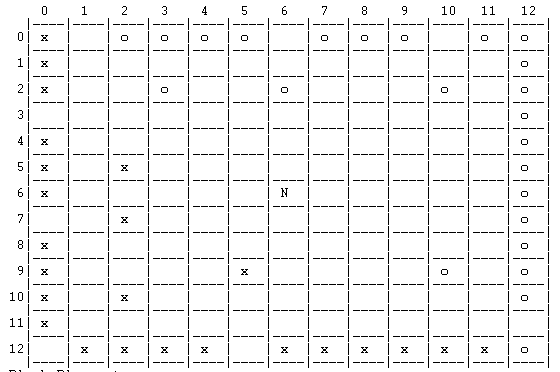 0 1 2 3 4 5 6 7 8 9 10 11 12
0 x o o o o o o o o o
1 x o
2 x o o o o
3 o
4 x o
5 x x o
6 x N o
7 x o
8 x o
9 x x o o
10 x x o
11 x
12 x x x x x x x x x x o